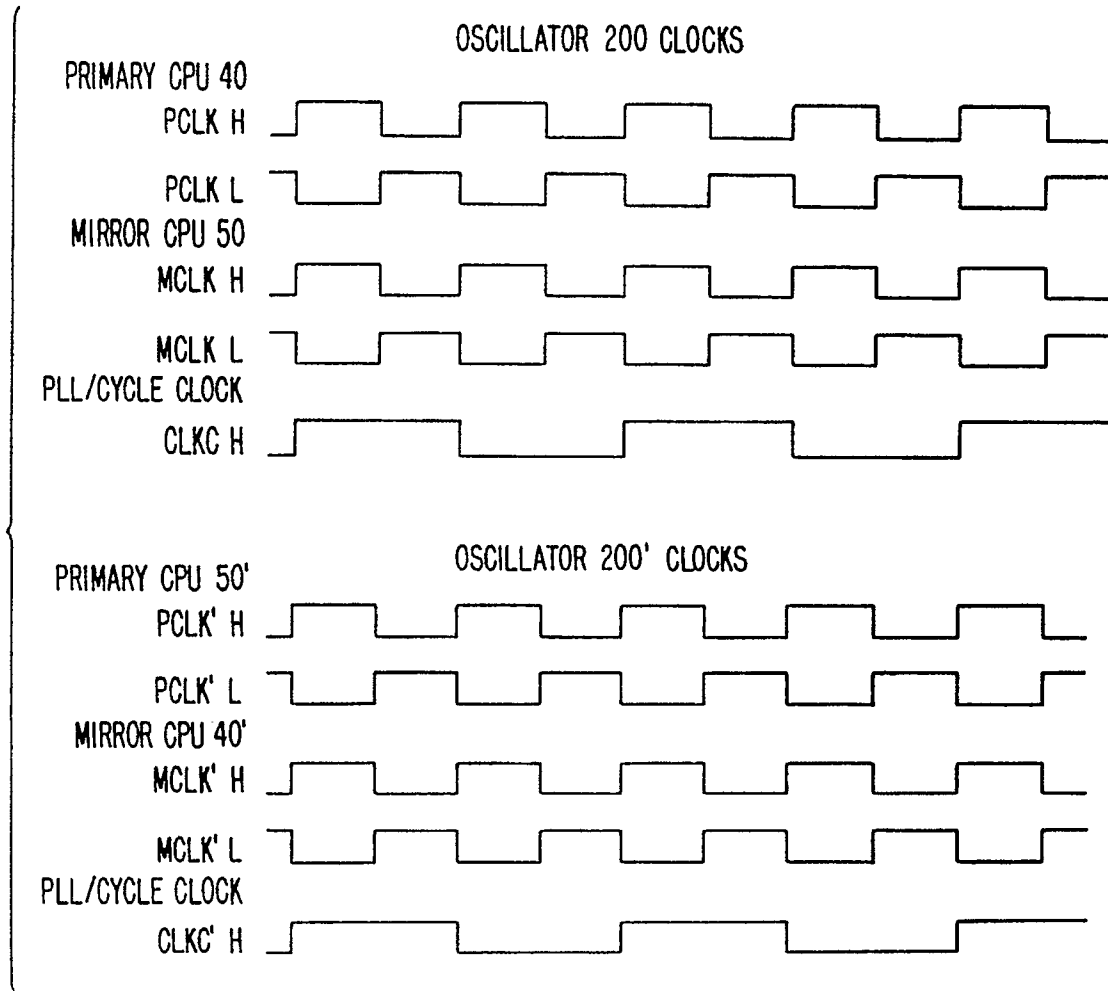 OSCILLATOR 200 CLOCKS
PRIMARY CPU 40
PCLK H
PCLK L
MIRROR CPU 50
MCLK H
MCLK L
PLL/CYCLE CLOCK
CLKC H
OSCILLATOR 200' CLOCKS
PRIMARY CPU 50'
PCLK' H
PCLK' L
MIRROR CPU 40'
MCLK' H
MCLK' L
PLL/CYCLE CLOCK
CLKC' H